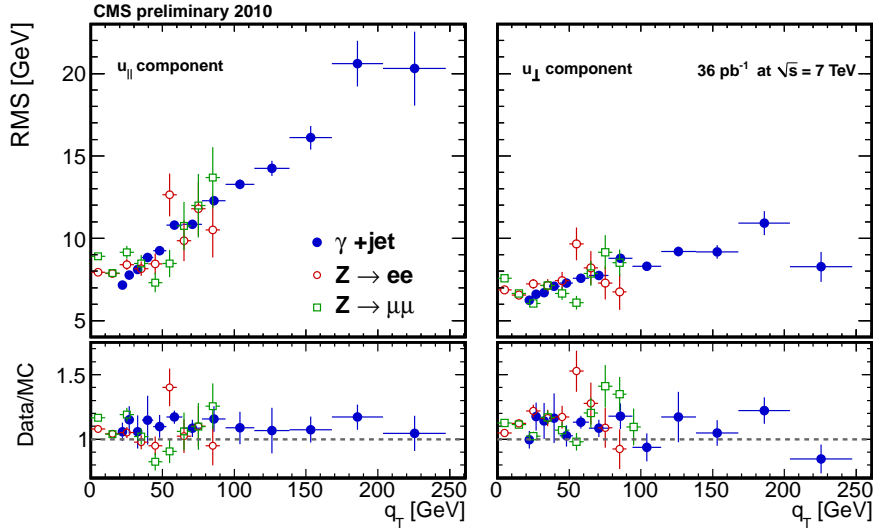 CMS preliminary 2010
RMS [GeV]
20
15
10
5
u|| component
γ +jet
Z → ee
Z → μμ
u⊥ component
36 pb⁻¹ at √s = 7 TeV
Data/MC
1.5
1
0 50 100 150 200 250
0 50 100 150 200 250
q_T [GeV]
q_T [GeV]